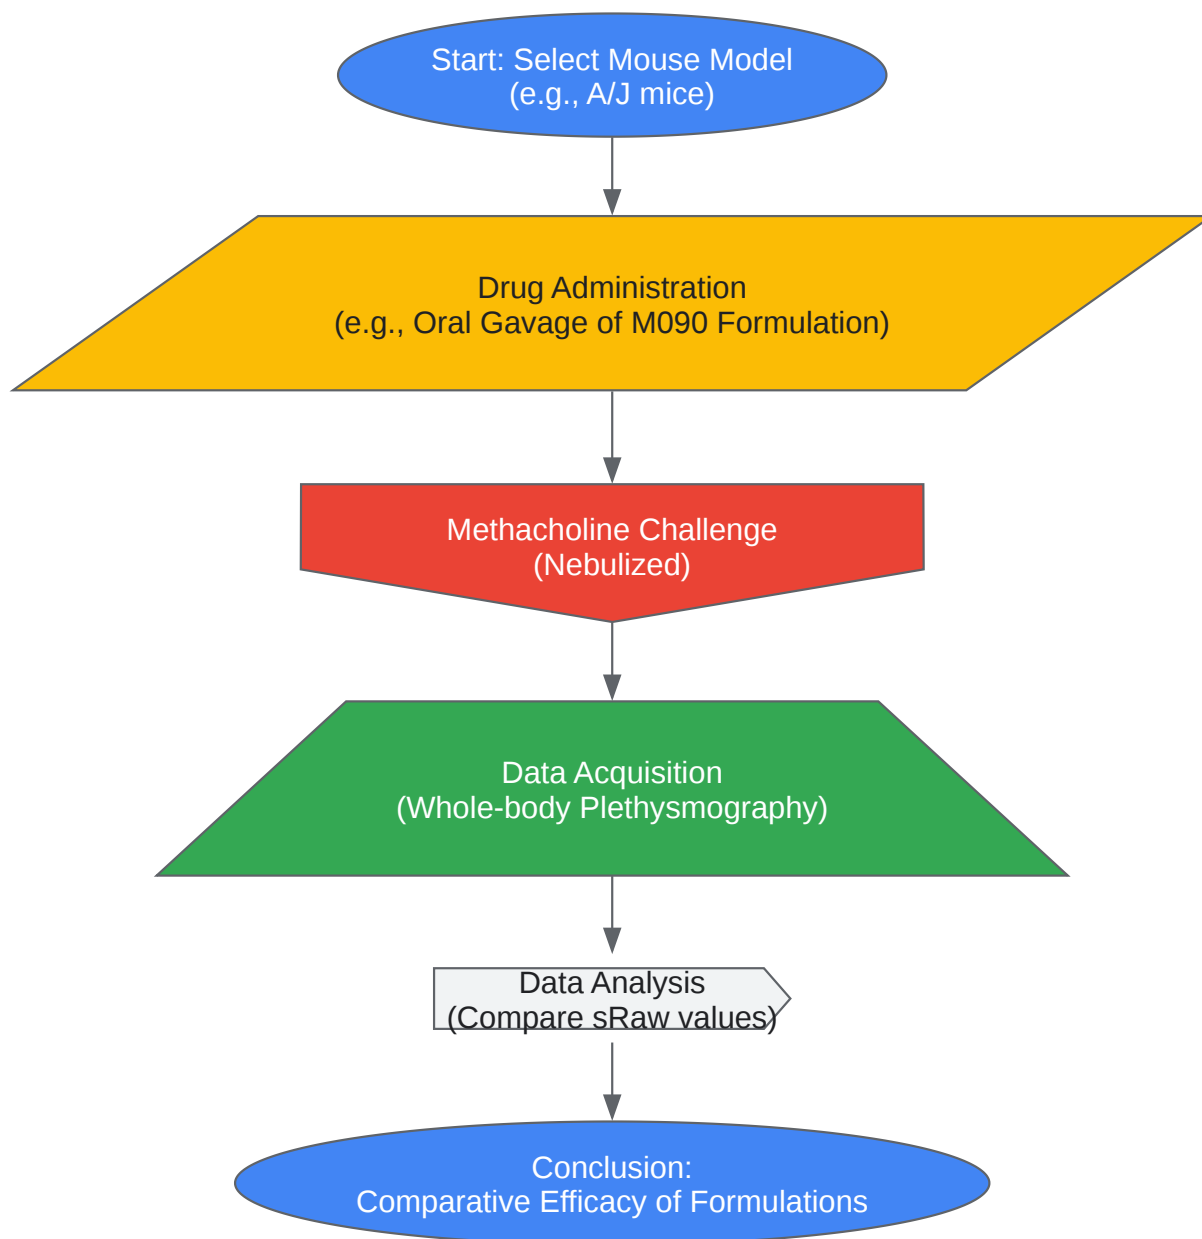 Start: Select Mouse Model
(e.g., A/J mice)
Drug Administration
(e.g., Oral Gavage of M090 Formulation)
Methacholine Challenge
(Nebulized)
Data Acquisition
(Whole-body Plethysmography)
Data Analysis
(Compare sRaw values)
Conclusion:
Comparative Efficacy of Formulations